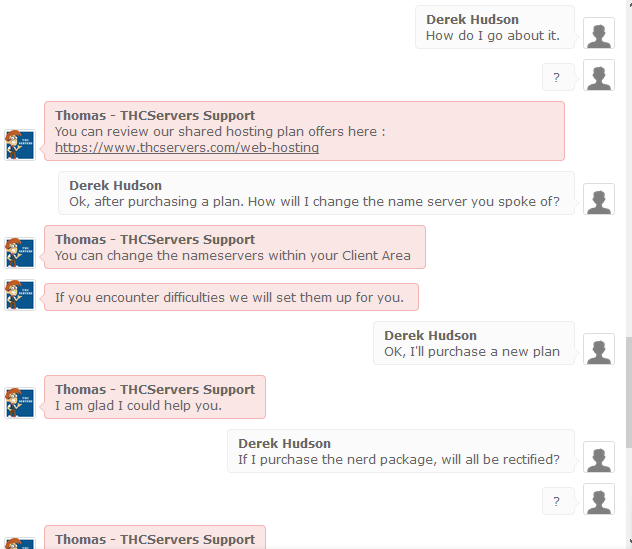 Derek Hudson
How do I go about it.
?
Thomas - THCServers Support
You can review our shared hosting plan offers here :
https://www.thcservers.com/web-hosting
Derek Hudson
Ok, after purchasing a plan. How will I change the name server you spoke of?
Thomas - THCServers Support
You can change the nameservers within your Client Area
If you encounter difficulties we will set them up for you.
Derek Hudson
OK, I'll purchase a new plan
Thomas - THCServers Support
I am glad I could help you.
Derek Hudson
If I purchase the nerd package, will all be rectified?
?
Thomas - THCServers Support